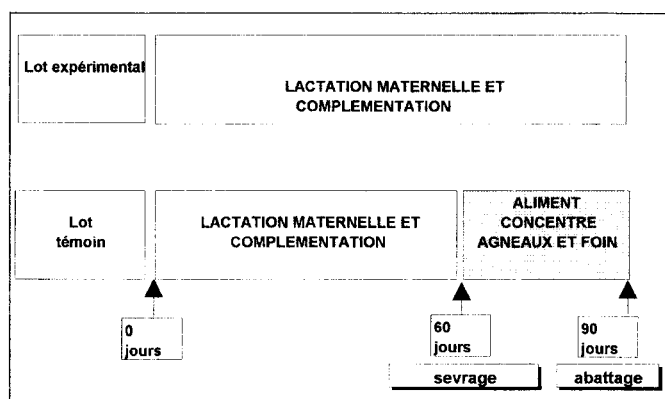 Lot expérimental
LACTATION MATERNELLE ET
COMPLEMENTATION
Lot
témoin
LACTATION MATERNELLE ET
COMPLEMENTATION
ALIMENT
CONCENTRE
AGNEAUX ET FOIN
0
jours
60
jours
90
jours
sevrage
abattage